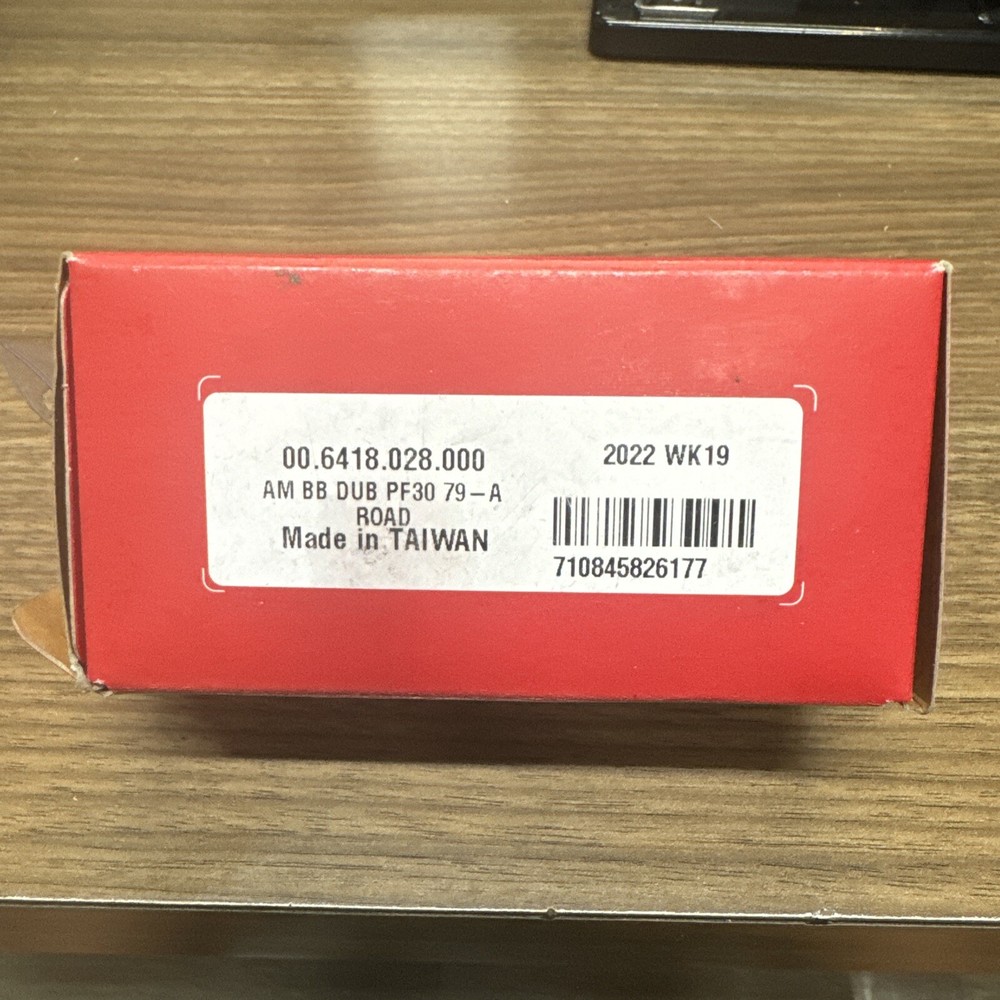 00.6418.028.000
AM BB DUB PF30 79-A
ROAD
Made in TAIWAN
2022 WK19
710845826177